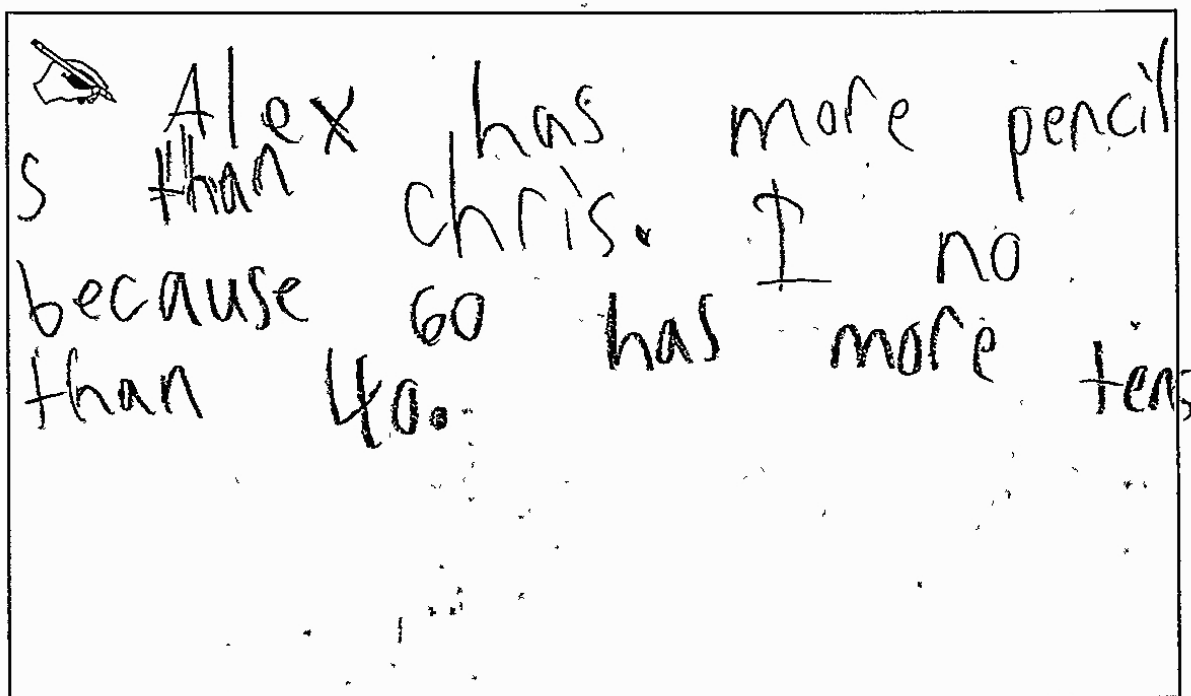 Alex has more pencil
s than chris. I no
because 60 has more tens
than 40.